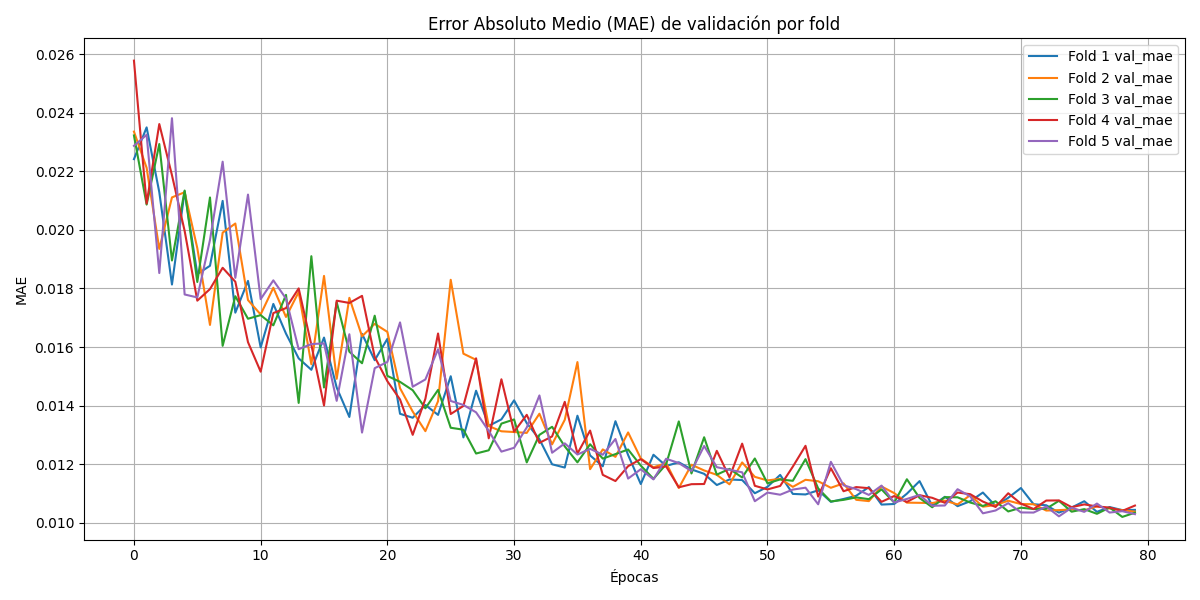 Error Absoluto Medio (MAE) de validación por fold
0.026
0.024
0.022
0.020
0.018
0.016
0.014
0.012
0.010
MAE
Fold 1 val_mae
Fold 2 val_mae
Fold 3 val_mae
Fold 4 val_mae
Fold 5 val_mae
0 10 20 30 40 50 60 70 80
Épocas